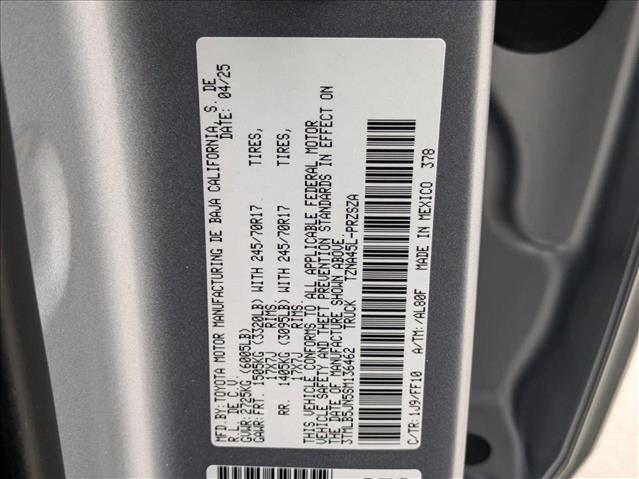 MFD.BY: TOYOTA MOTOR MANUFACTURING DE BAJA CALIFORNIA, S. DE
R.L. DE C.V. DATE: 04/25
GVWR: 2725KG (6005LB)
GAWR: FRT. 1505KG (3320LB) WITH 245/70R17 TIRES,
17X7J RIMS,
RR. 1405KG (3095LB) WITH 245/70R17 TIRES,
17X7J RIMS.
THIS VEHICLE CONFORMS TO ALL APPLICABLE FEDERAL MOTOR
VEHICLE SAFETY AND THEFT PREVENTION STANDARDS IN EFFECT ON
THE DATE OF MANUFACTURE SHOWN ABOVE.
3TMLB5JN5SM136462 TRUCK TZNA45L-PRZSZA
C/TR:1J9/FF10 A/TM:/AL80F MADE IN MEXICO 378